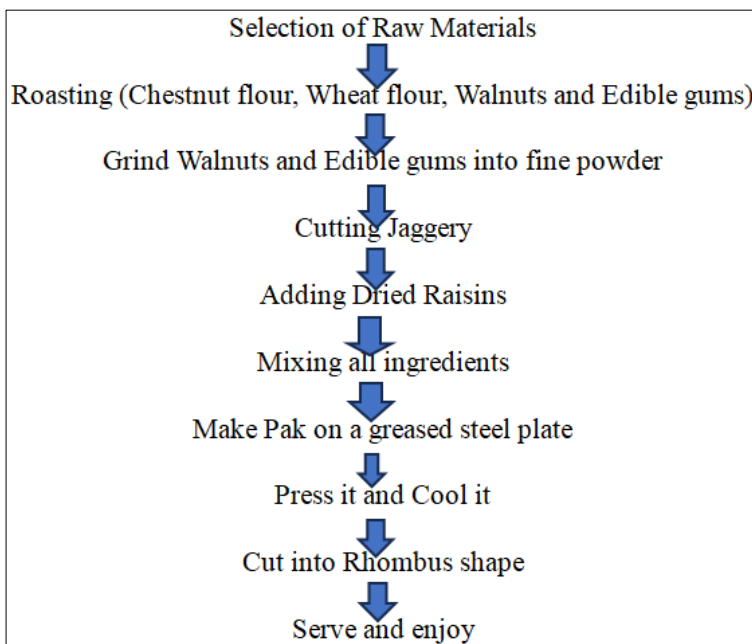 Selection of Raw Materials
Roasting (Chestnut flour, Wheat flour, Walnuts and Edible gums)
Grind Walnuts and Edible gums into fine powder
Cutting Jaggery
Adding Dried Raisins
Mixing all ingredients
Make Pak on a greased steel plate
Press it and Cool it
Cut into Rhombus shape
Serve and enjoy